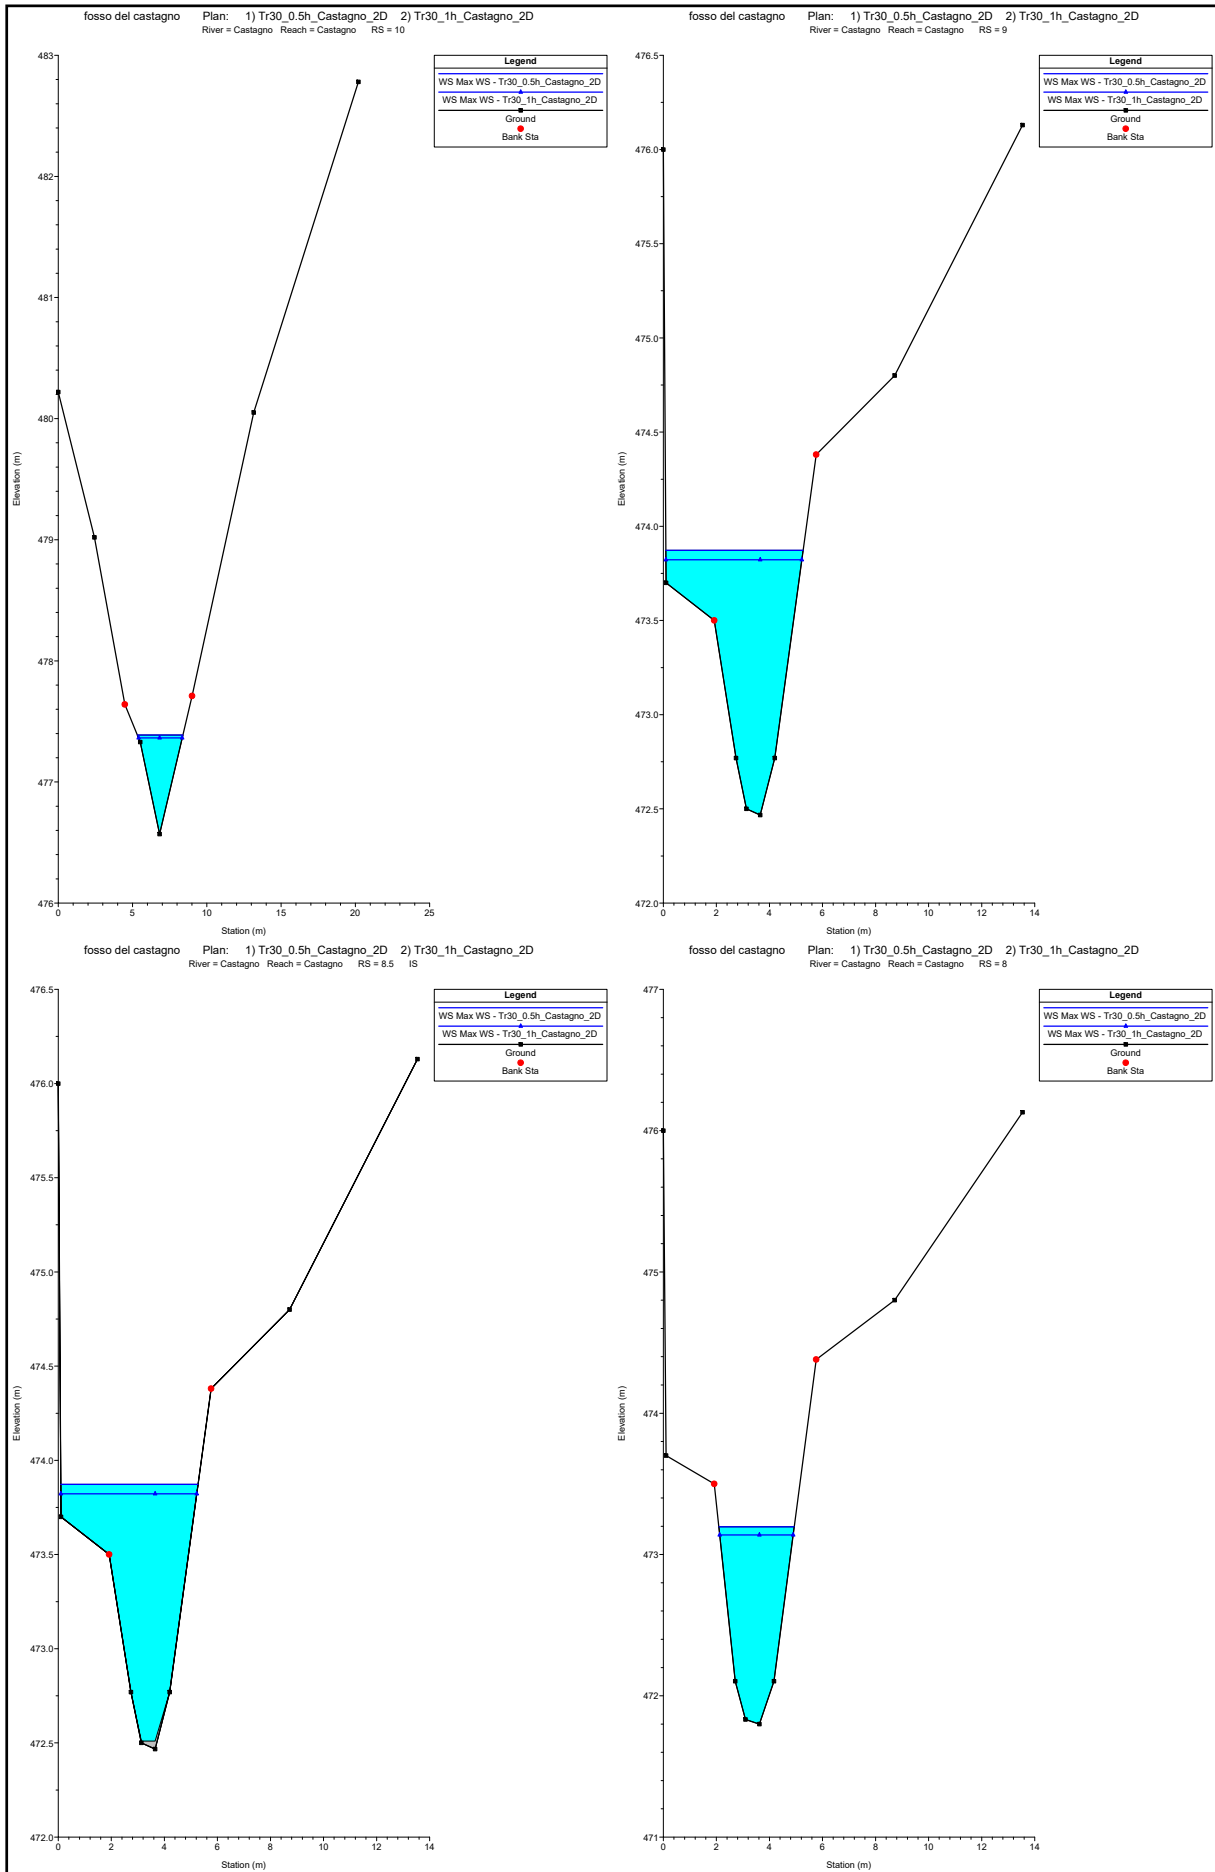 fosso del castagno Plan: 1) Tr30_0.5h_Castagno_2D 2) Tr30_1h_Castagno_2D
River = Castagno Reach = Castagno RS = 10
Legend
WS Max WS - Tr30_0.5h_Castagno_2D
WS Max WS - Tr30_1h_Castagno_2D
Ground
Bank Sta
483
482
481
480
479
478
477
476
Elevation (m)
0 5 10 15 20 25
Station (m)
fosso del castagno Plan: 1) Tr30_0.5h_Castagno_2D 2) Tr30_1h_Castagno_2D
River = Castagno Reach = Castagno RS = 9
Legend
WS Max WS - Tr30_0.5h_Castagno_2D
WS Max WS - Tr30_1h_Castagno_2D
Ground
Bank Sta
476.5
476.0
475.5
475.0
474.5
474.0
473.5
473.0
472.5
472.0
Elevation (m)
0 2 4 6 8 10 12 14
Station (m)
fosso del castagno Plan: 1) Tr30_0.5h_Castagno_2D 2) Tr30_1h_Castagno_2D
River = Castagno Reach = Castagno RS = 8.5 IS
Legend
WS Max WS - Tr30_0.5h_Castagno_2D
WS Max WS - Tr30_1h_Castagno_2D
Ground
Bank Sta
476.5
476.0
475.5
475.0
474.5
474.0
473.5
473.0
472.5
472.0
Elevation (m)
0 2 4 6 8 10 12 14
Station (m)
fosso del castagno Plan: 1) Tr30_0.5h_Castagno_2D 2) Tr30_1h_Castagno_2D
River = Castagno Reach = Castagno RS = 8
Legend
WS Max WS - Tr30_0.5h_Castagno_2D
WS Max WS - Tr30_1h_Castagno_2D
Ground
Bank Sta
477
476
475
474
473
472
471
Elevation (m)
0 2 4 6 8 10 12 14
Station (m)